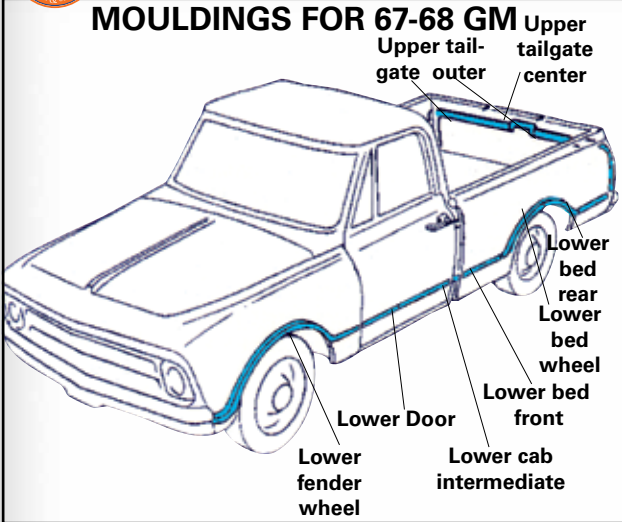 MOULDINGS FOR 67-68 GM
Upper tail-
gate outer
Upper
tailgate
center
Lower
bed
rear
Lower
bed
wheel
Lower bed
front
Lower Door
Lower cab
intermediate
Lower
fender
wheel